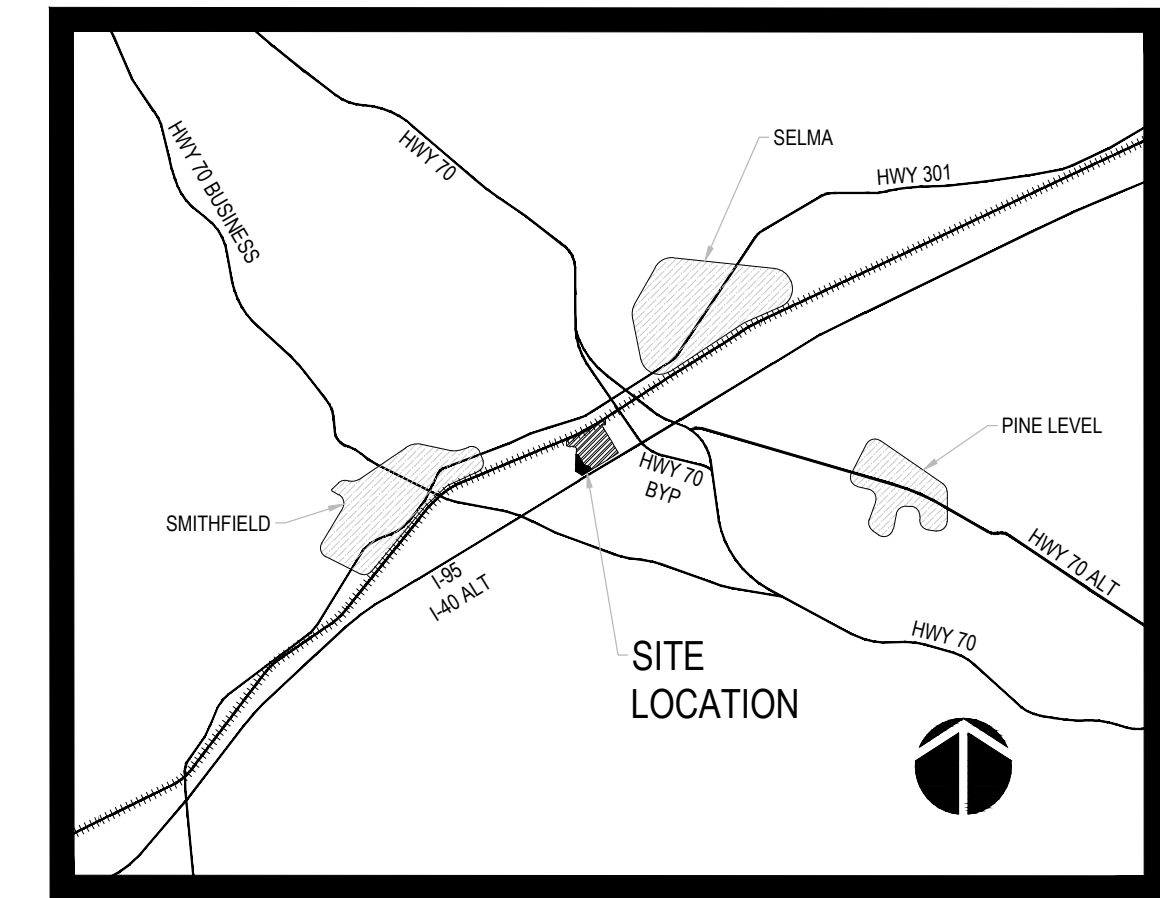 SELMA
HWY 70
HWY 70 BUSINESS
HWY 301
PINE LEVEL
HWY 70
BYP
SMITHFIELD
HWY 70 ALT
I-95
I-40 ALT
HWY 70
SITE
LOCATION